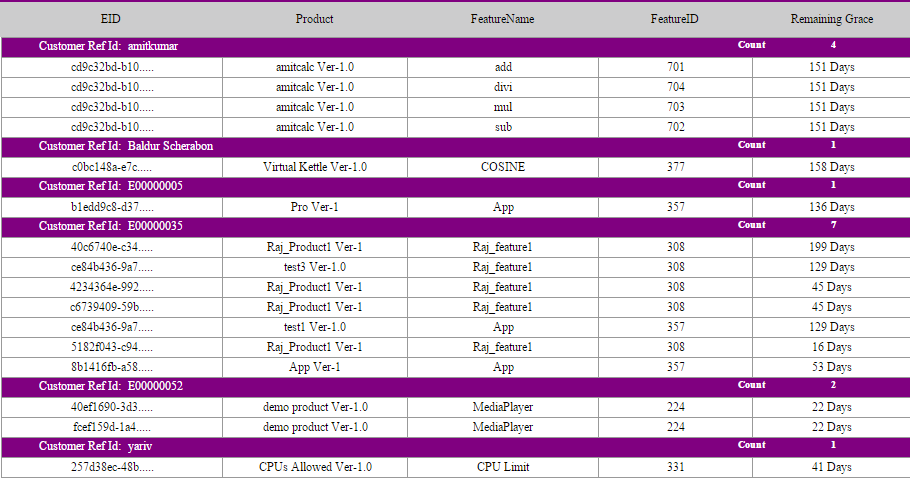 EID Product FeatureName FeatureID Remaining Grace
Customer Ref Id: amitkumar Count 4
cd9c32bd-b10..... amitcalc Ver-1.0 add 701 151 Days
cd9c32bd-b10..... amitcalc Ver-1.0 divi 704 151 Days
cd9c32bd-b10..... amitcalc Ver-1.0 mul 703 151 Days
cd9c32bd-b10..... amitcalc Ver-1.0 sub 702 151 Days
Customer Ref Id: Baldur Scherabon Count 1
c0bc148a-e7c..... Virtual Kettle Ver-1.0 COSINE 377 158 Days
Customer Ref Id: E00000005 Count 1
b1edd9c8-d37..... Pro Ver-1 App 357 136 Days
Customer Ref Id: E00000035 Count 7
40c6740e-c34..... Raj_Product1 Ver-1 Raj_feature1 308 199 Days
ce84b436-9a7..... test3 Ver-1.0 Raj_feature1 308 129 Days
4234364e-992..... Raj_Product1 Ver-1 Raj_feature1 308 45 Days
c6739409-59b..... Raj_Product1 Ver-1 Raj_feature1 308 45 Days
ce84b436-9a7..... test1 Ver-1.0 App 357 129 Days
5182f043-c94..... Raj_Product1 Ver-1 Raj_feature1 308 16 Days
8b1416fb-a58..... App Ver-1 App 357 53 Days
Customer Ref Id: E00000052 Count 2
40ef1690-3d3..... demo product Ver-1.0 MediaPlayer 224 22 Days
fcef159d-1a4..... demo product Ver-1.0 MediaPlayer 224 22 Days
Customer Ref Id: yariv Count 1
257d38ec-48b..... CPUs Allowed Ver-1.0 CPU Limit 331 41 Days